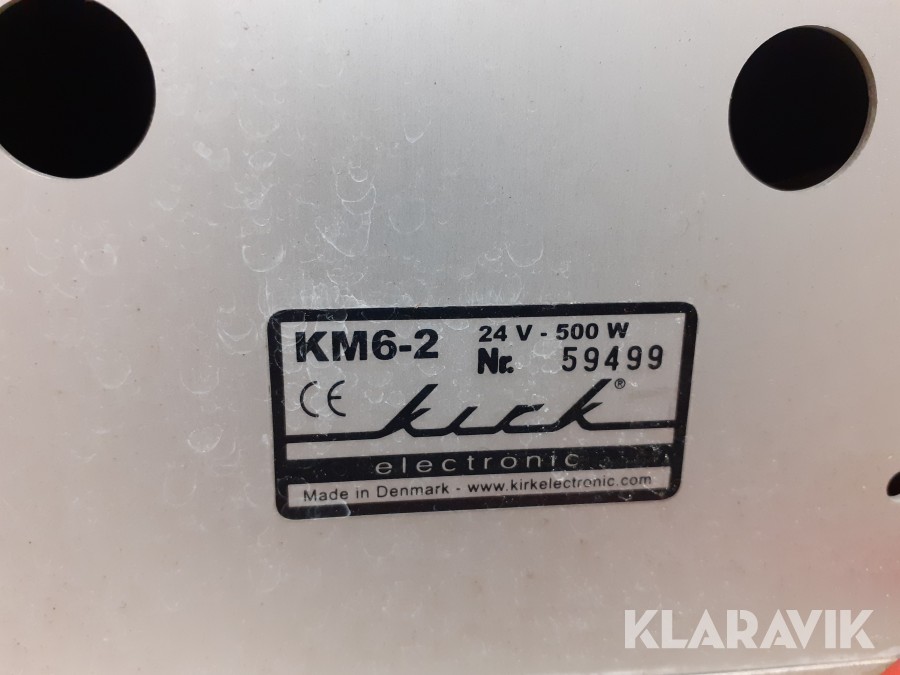 KM6-2 24 V - 500 W
Nr. 59499
CE kirk®
electronic
Made in Denmark - www.kirkelectronic.com
KLARAVIK